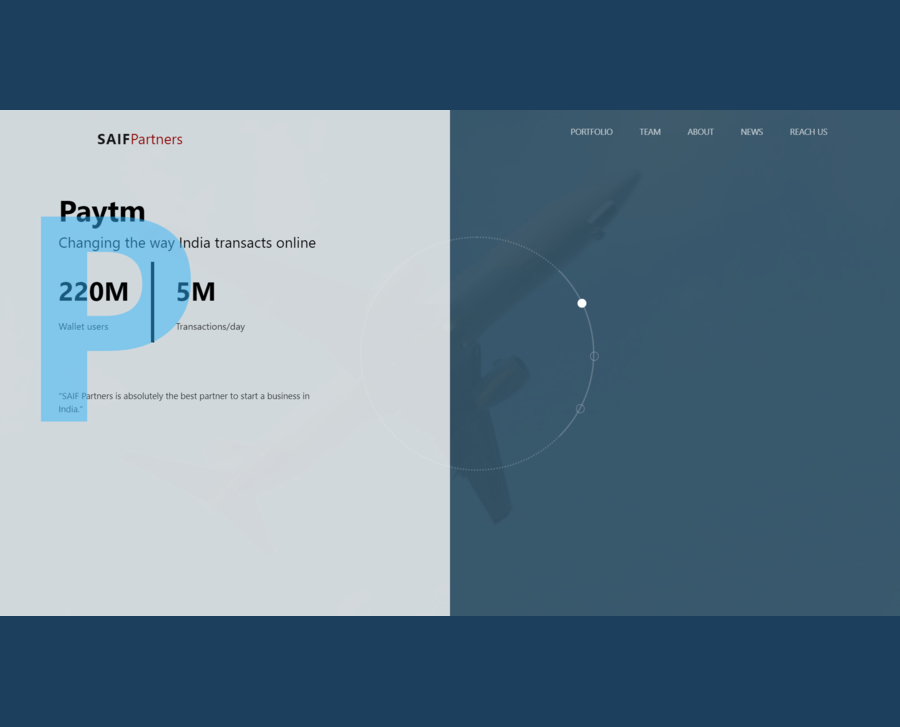 SAIFPartners
PORTFOLIO TEAM ABOUT NEWS REACH US
Paytm
P
Changing the way India transacts online
220M
Wallet users
5M
Transactions/day
"SAIF Partners is absolutely the best partner to start a business in
India."